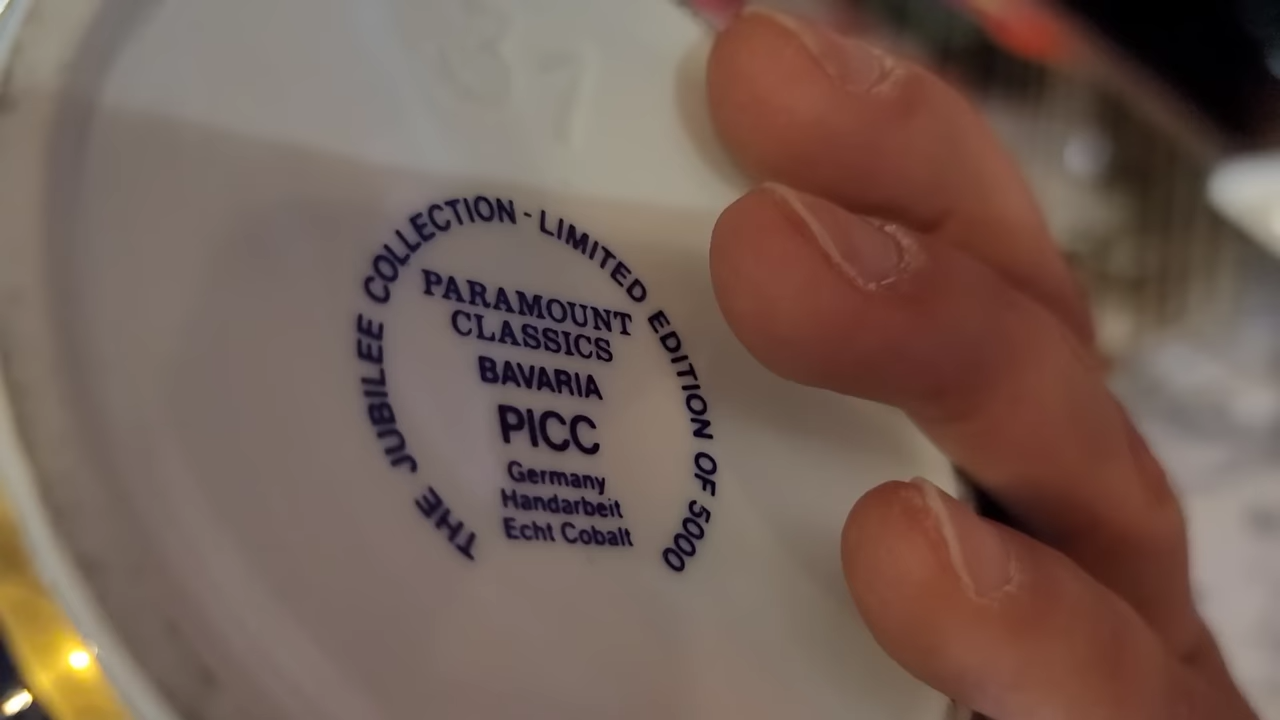 THE JUBILEE COLLECTION - LIMITED EDITION OF 5000
PARAMOUNT
CLASSICS
BAVARIA
PICC
Germany
Handarbeit
Echt Cobalt